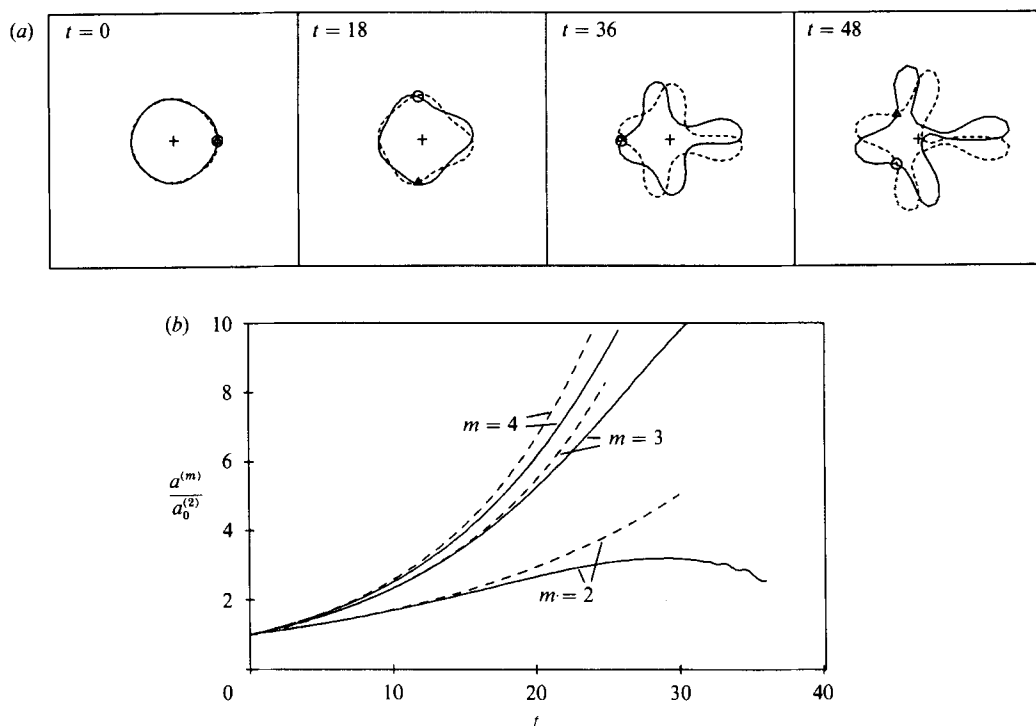 (a)
t = 0
t = 18
t = 36
t = 48
(b)
10
8
m = 4
m = 3
6
a^{(m)}
a_0^{(2)}
4
m = 2
2
0
10
20
30
40
t